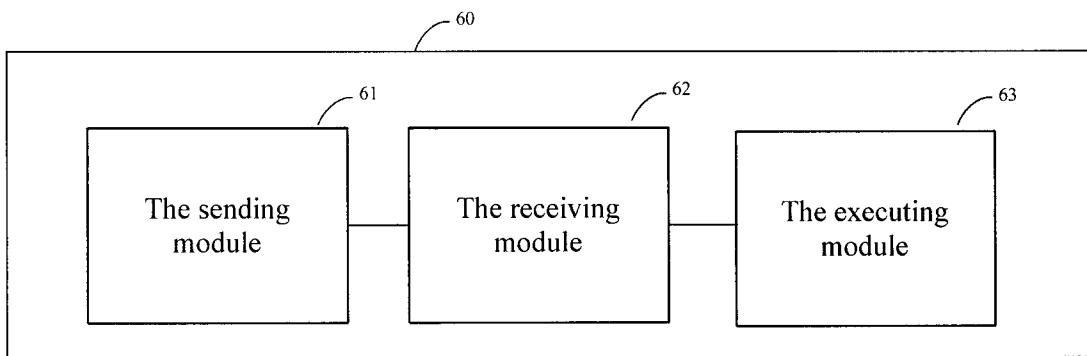 60
61
62
63
The sending
module
The receiving
module
The executing
module